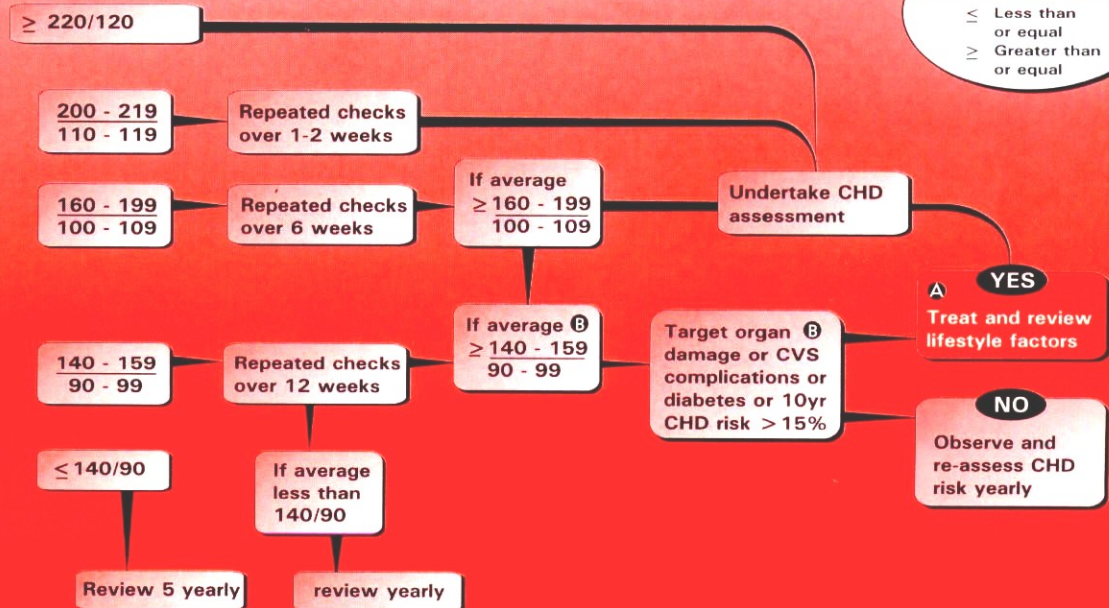 ≥ 220/120
≤ Less than
or equal
≥ Greater than
or equal
200 - 219
110 - 119
Repeated checks
over 1-2 weeks
160 - 199
100 - 109
Repeated checks
over 6 weeks
If average
≥ 160 - 199
100 - 109
Undertake CHD
assessment
YES
A
Treat and review
lifestyle factors
140 - 159
90 - 99
Repeated checks
over 12 weeks
If average B
≥ 140 - 159
90 - 99
Target organ B
damage or CVS
complications or
diabetes or 10yr
CHD risk > 15%
NO
Observe and
re-assess CHD
risk yearly
≤ 140/90
If average
less than
140/90
Review 5 yearly
review yearly